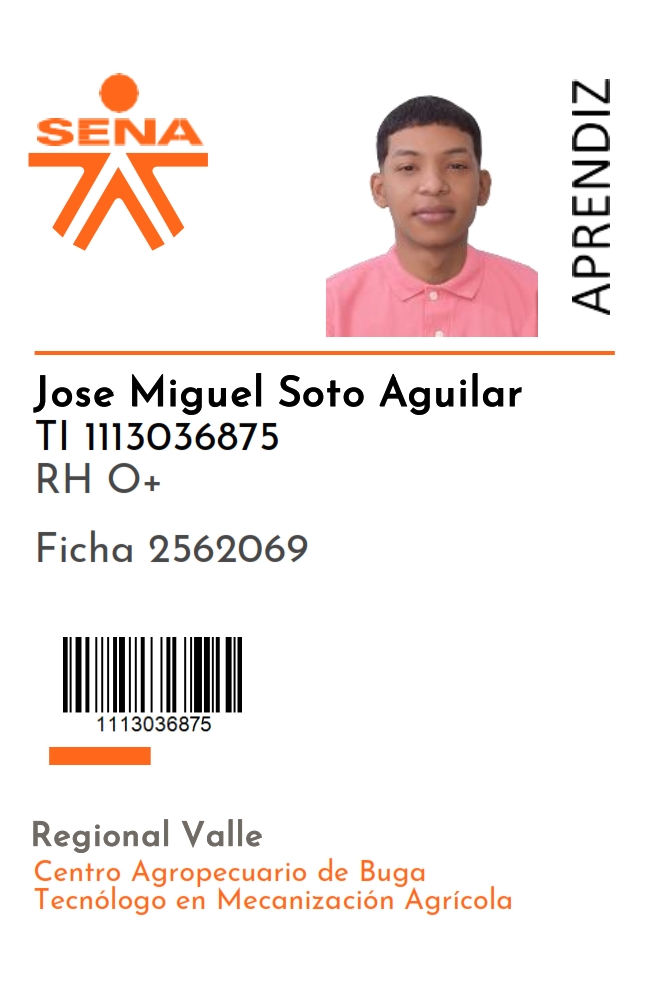 SENA
APRENDIZ
Jose Miguel Soto Aguilar
TI 1113036875
RH O+
Ficha 2562069
1113036875
Regional Valle
Centro Agropecuario de Buga
Tecnólogo en Mecanización Agrícola